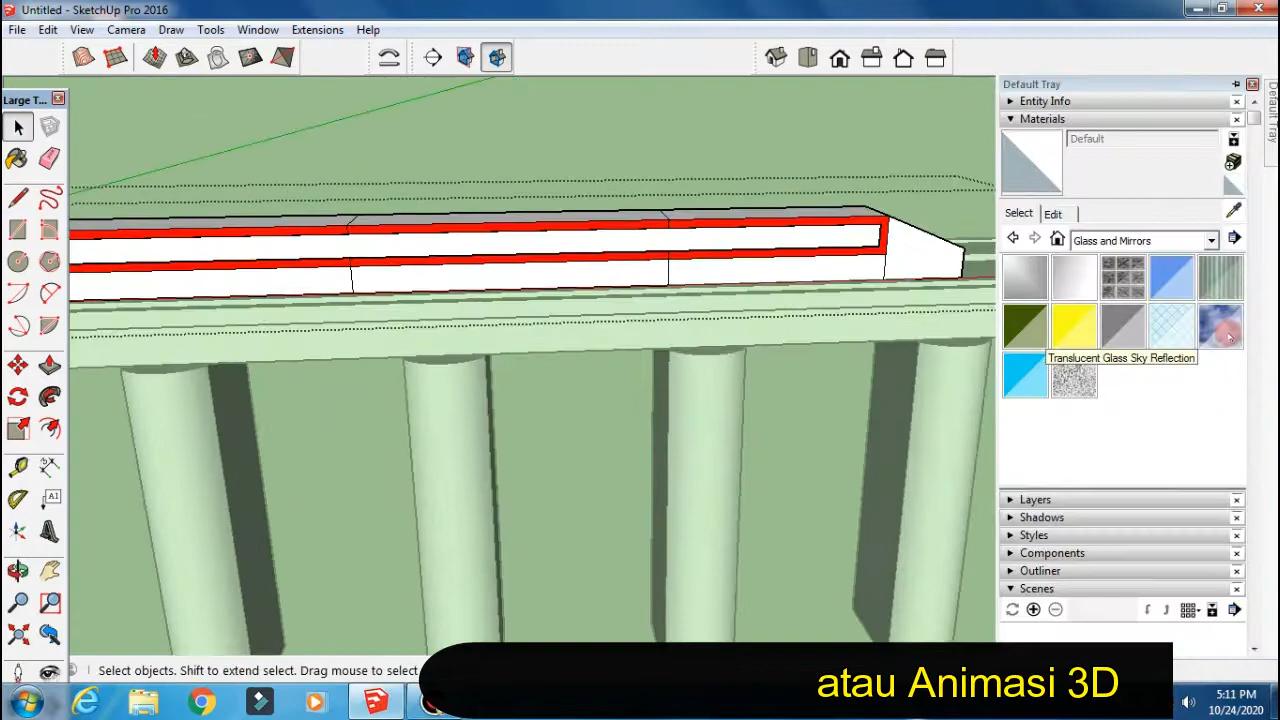 Untitled - SketchUp Pro 2016
File Edit View Camera Draw Tools Window Extensions Help
Large T...
Default Tray
Entity Info
Materials
Default
Select Edit
Glass and Mirrors
Translucent Glass Sky Reflection
Layers
Shadows
Styles
Components
Outliner
Scenes
Default Tray
Select objects. Shift to extend select. Drag mouse to select
atau Animasi 3D
5:11 PM
10/24/2020